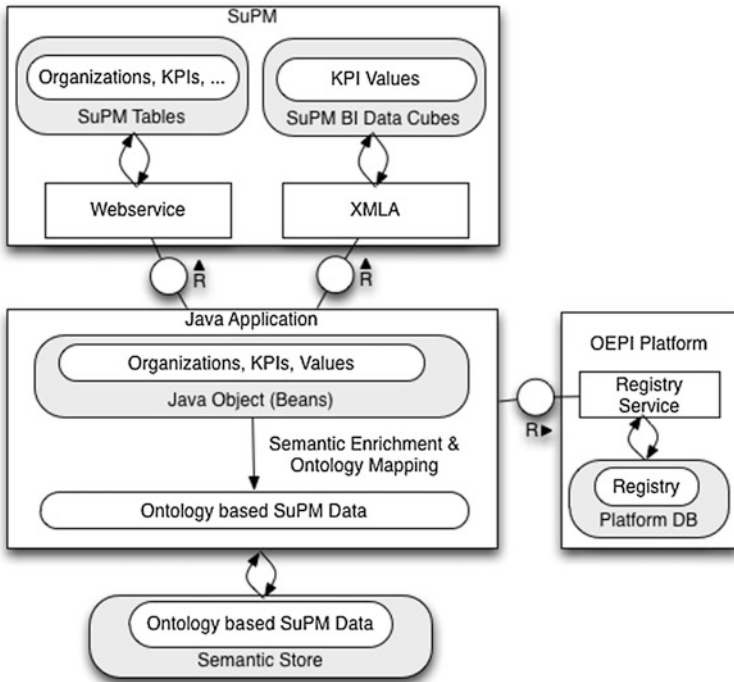 SuPM
Organizations, KPIs, ...
SuPM Tables
KPI Values
SuPM BI Data Cubes
Webservice
XMLA
R
R
Java Application
Organizations, KPIs, Values
Java Object (Beans)
Semantic Enrichment &
Ontology Mapping
Ontology based SuPM Data
R
OEPI Platform
Registry
Service
Registry
Platform DB
Ontology based SuPM Data
Semantic Store